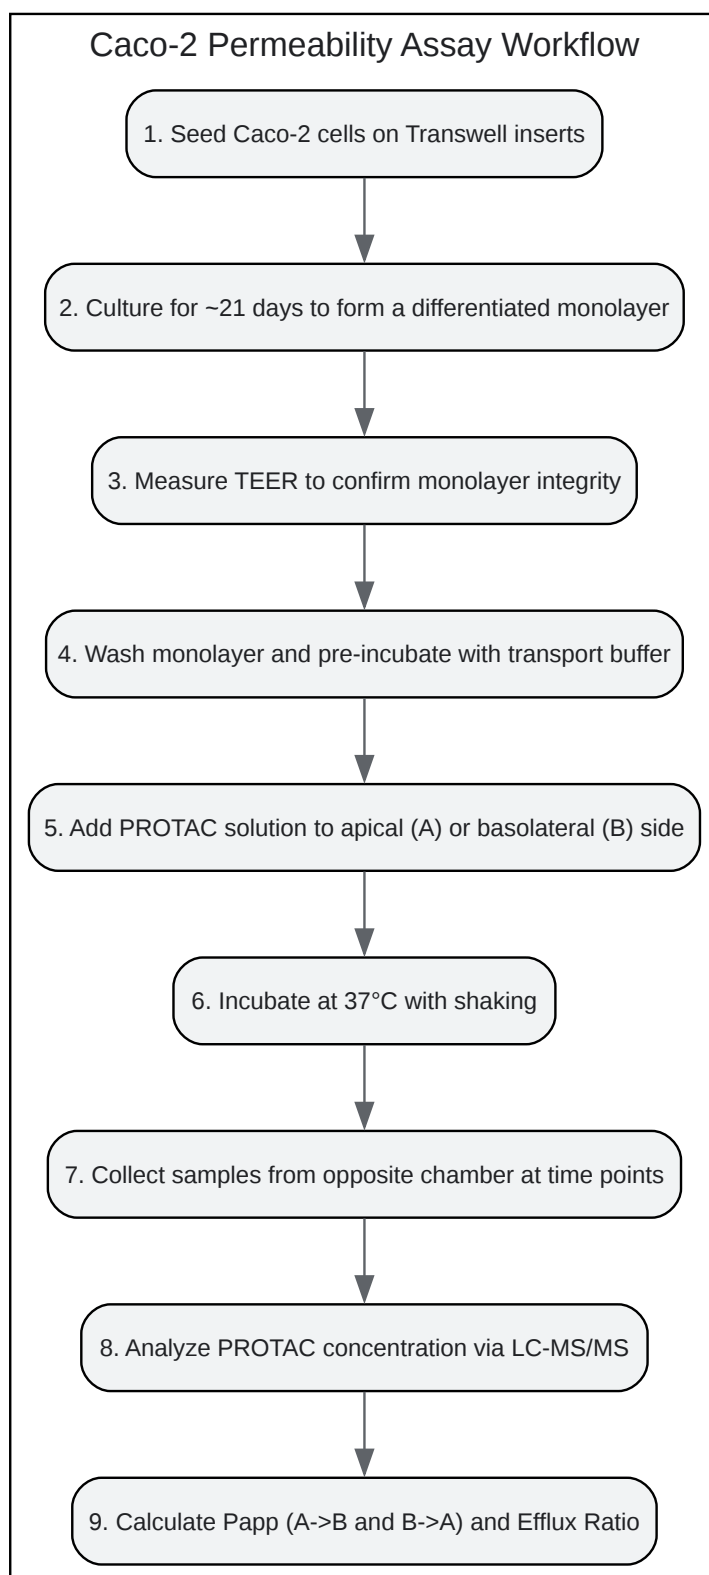 Caco-2 Permeability Assay Workflow
1. Seed Caco-2 cells on Transwell inserts
2. Culture for ~21 days to form a differentiated monolayer
3. Measure TEER to confirm monolayer integrity
4. Wash monolayer and pre-incubate with transport buffer
5. Add PROTAC solution to apical (A) or basolateral (B) side
6. Incubate at 37°C with shaking
7. Collect samples from opposite chamber at time points
8. Analyze PROTAC concentration via LC-MS/MS
9. Calculate Papp (A->B and B->A) and Efflux Ratio